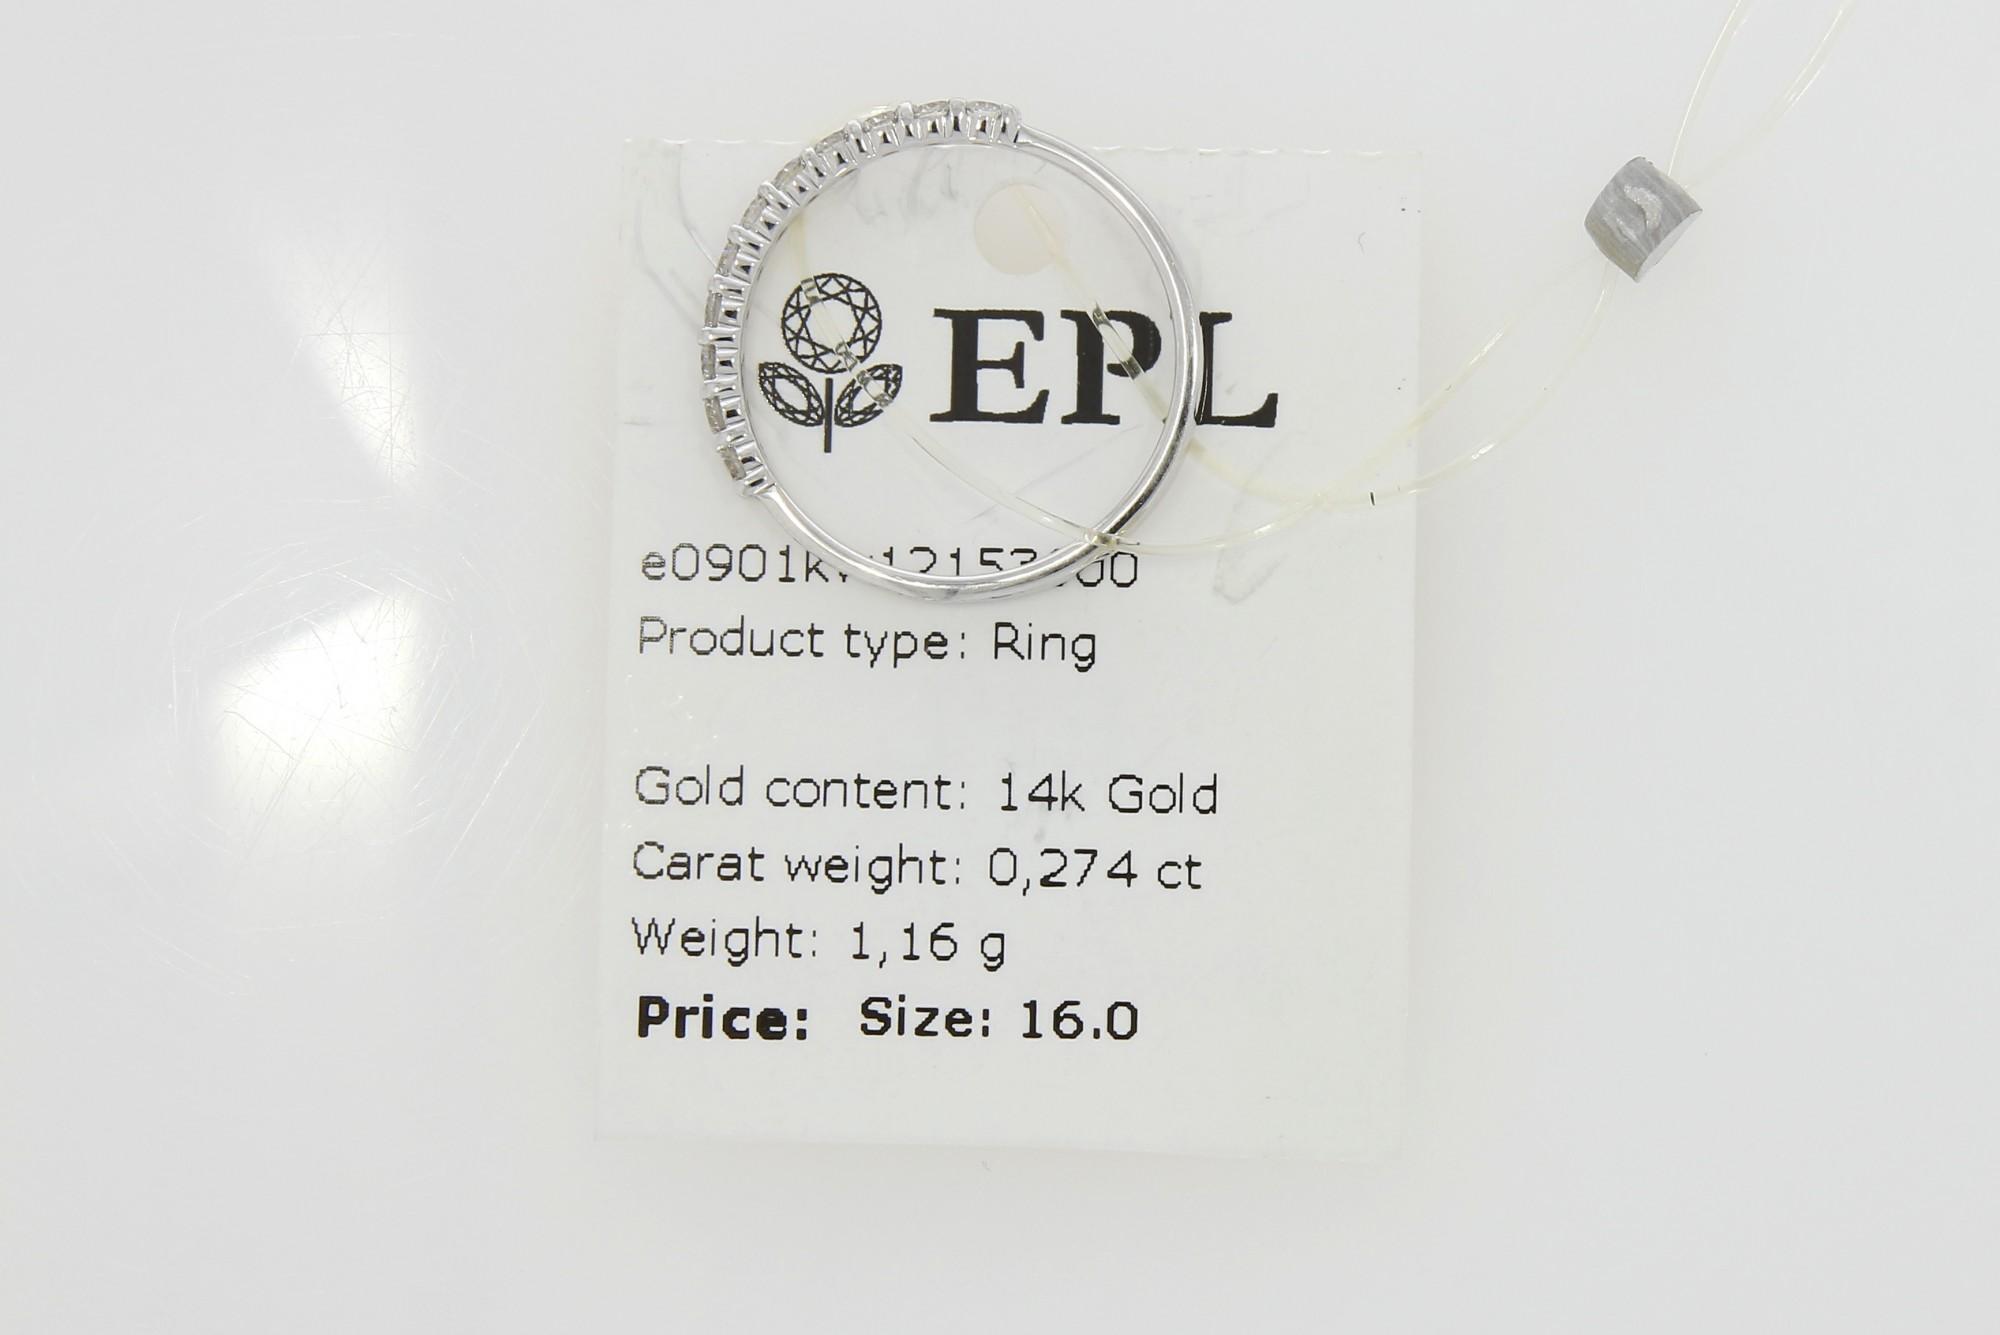 EPL
Product type: Ring
Gold content: 14k Gold
Carat weight: 0,274 ct
Weight: 1,16 g
Price: Size: 16.0